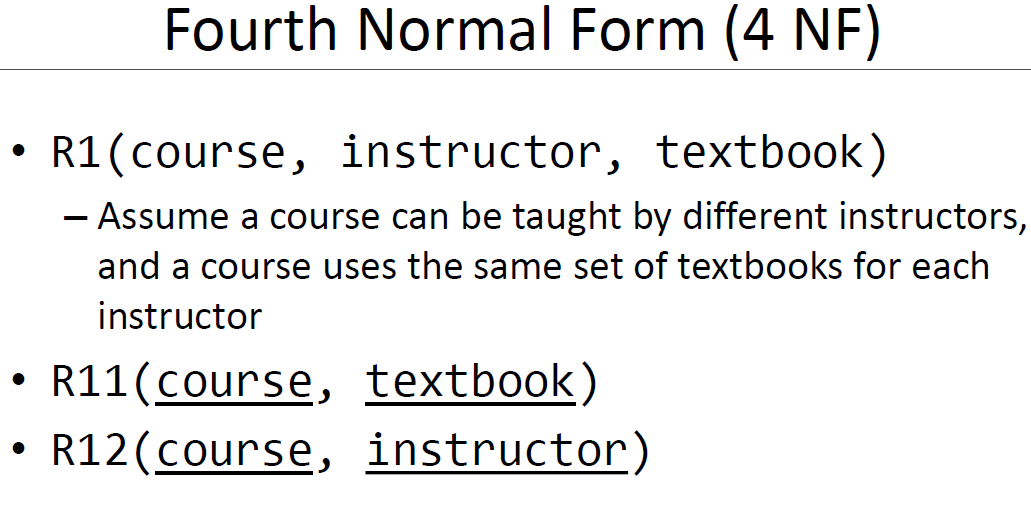 Fourth Normal Form (4 NF)
• R1(course, instructor, textbook)
– Assume a course can be taught by different instructors,
and a course uses the same set of textbooks for each
instructor
• R11(course, textbook)
• R12(course, instructor)